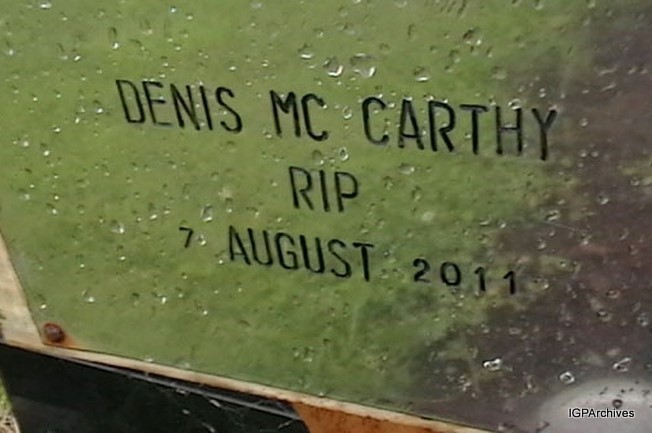 DENIS MC CARTHY
RIP
7 AUGUST 2011
IGPArchives